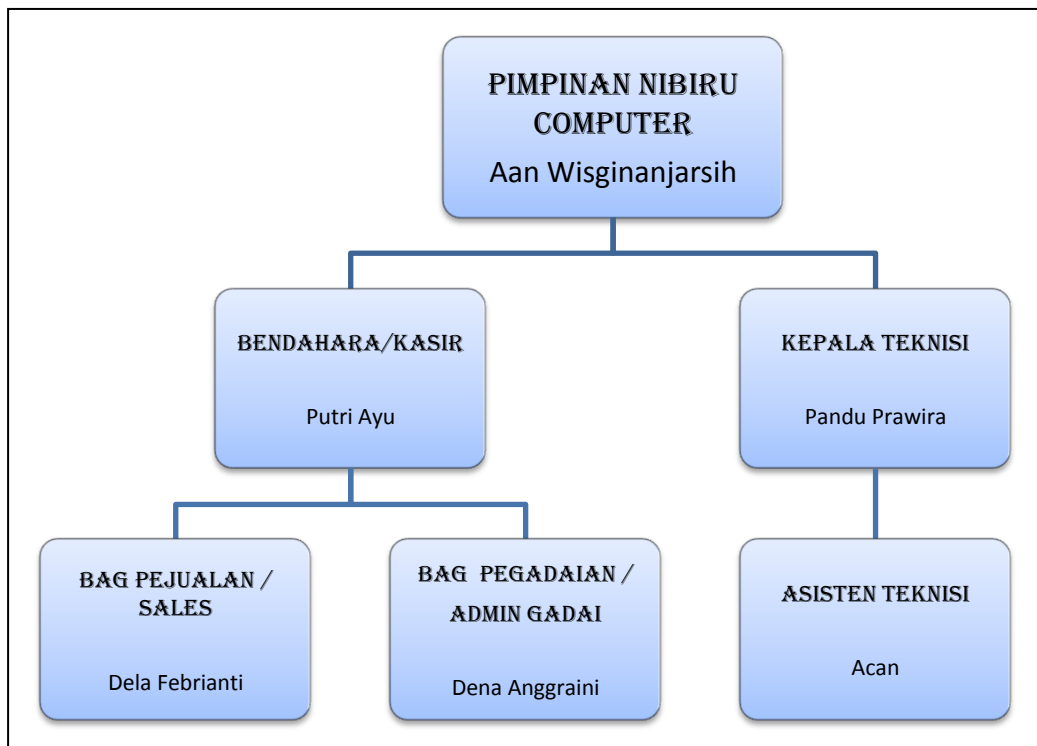 PIMPINAN NIBIRU
COMPUTER
Aan Wisginanjarsih
BENDAHARA/KASIR
Putri Ayu
KEPALA TEKNISI
Pandu Prawira
BAG PEJUALAN /
SALES
Dela Febrianti
BAG PEGADAIAN /
ADMIN GADAI
Dena Anggraini
ASISTEN TEKNISI
Acan